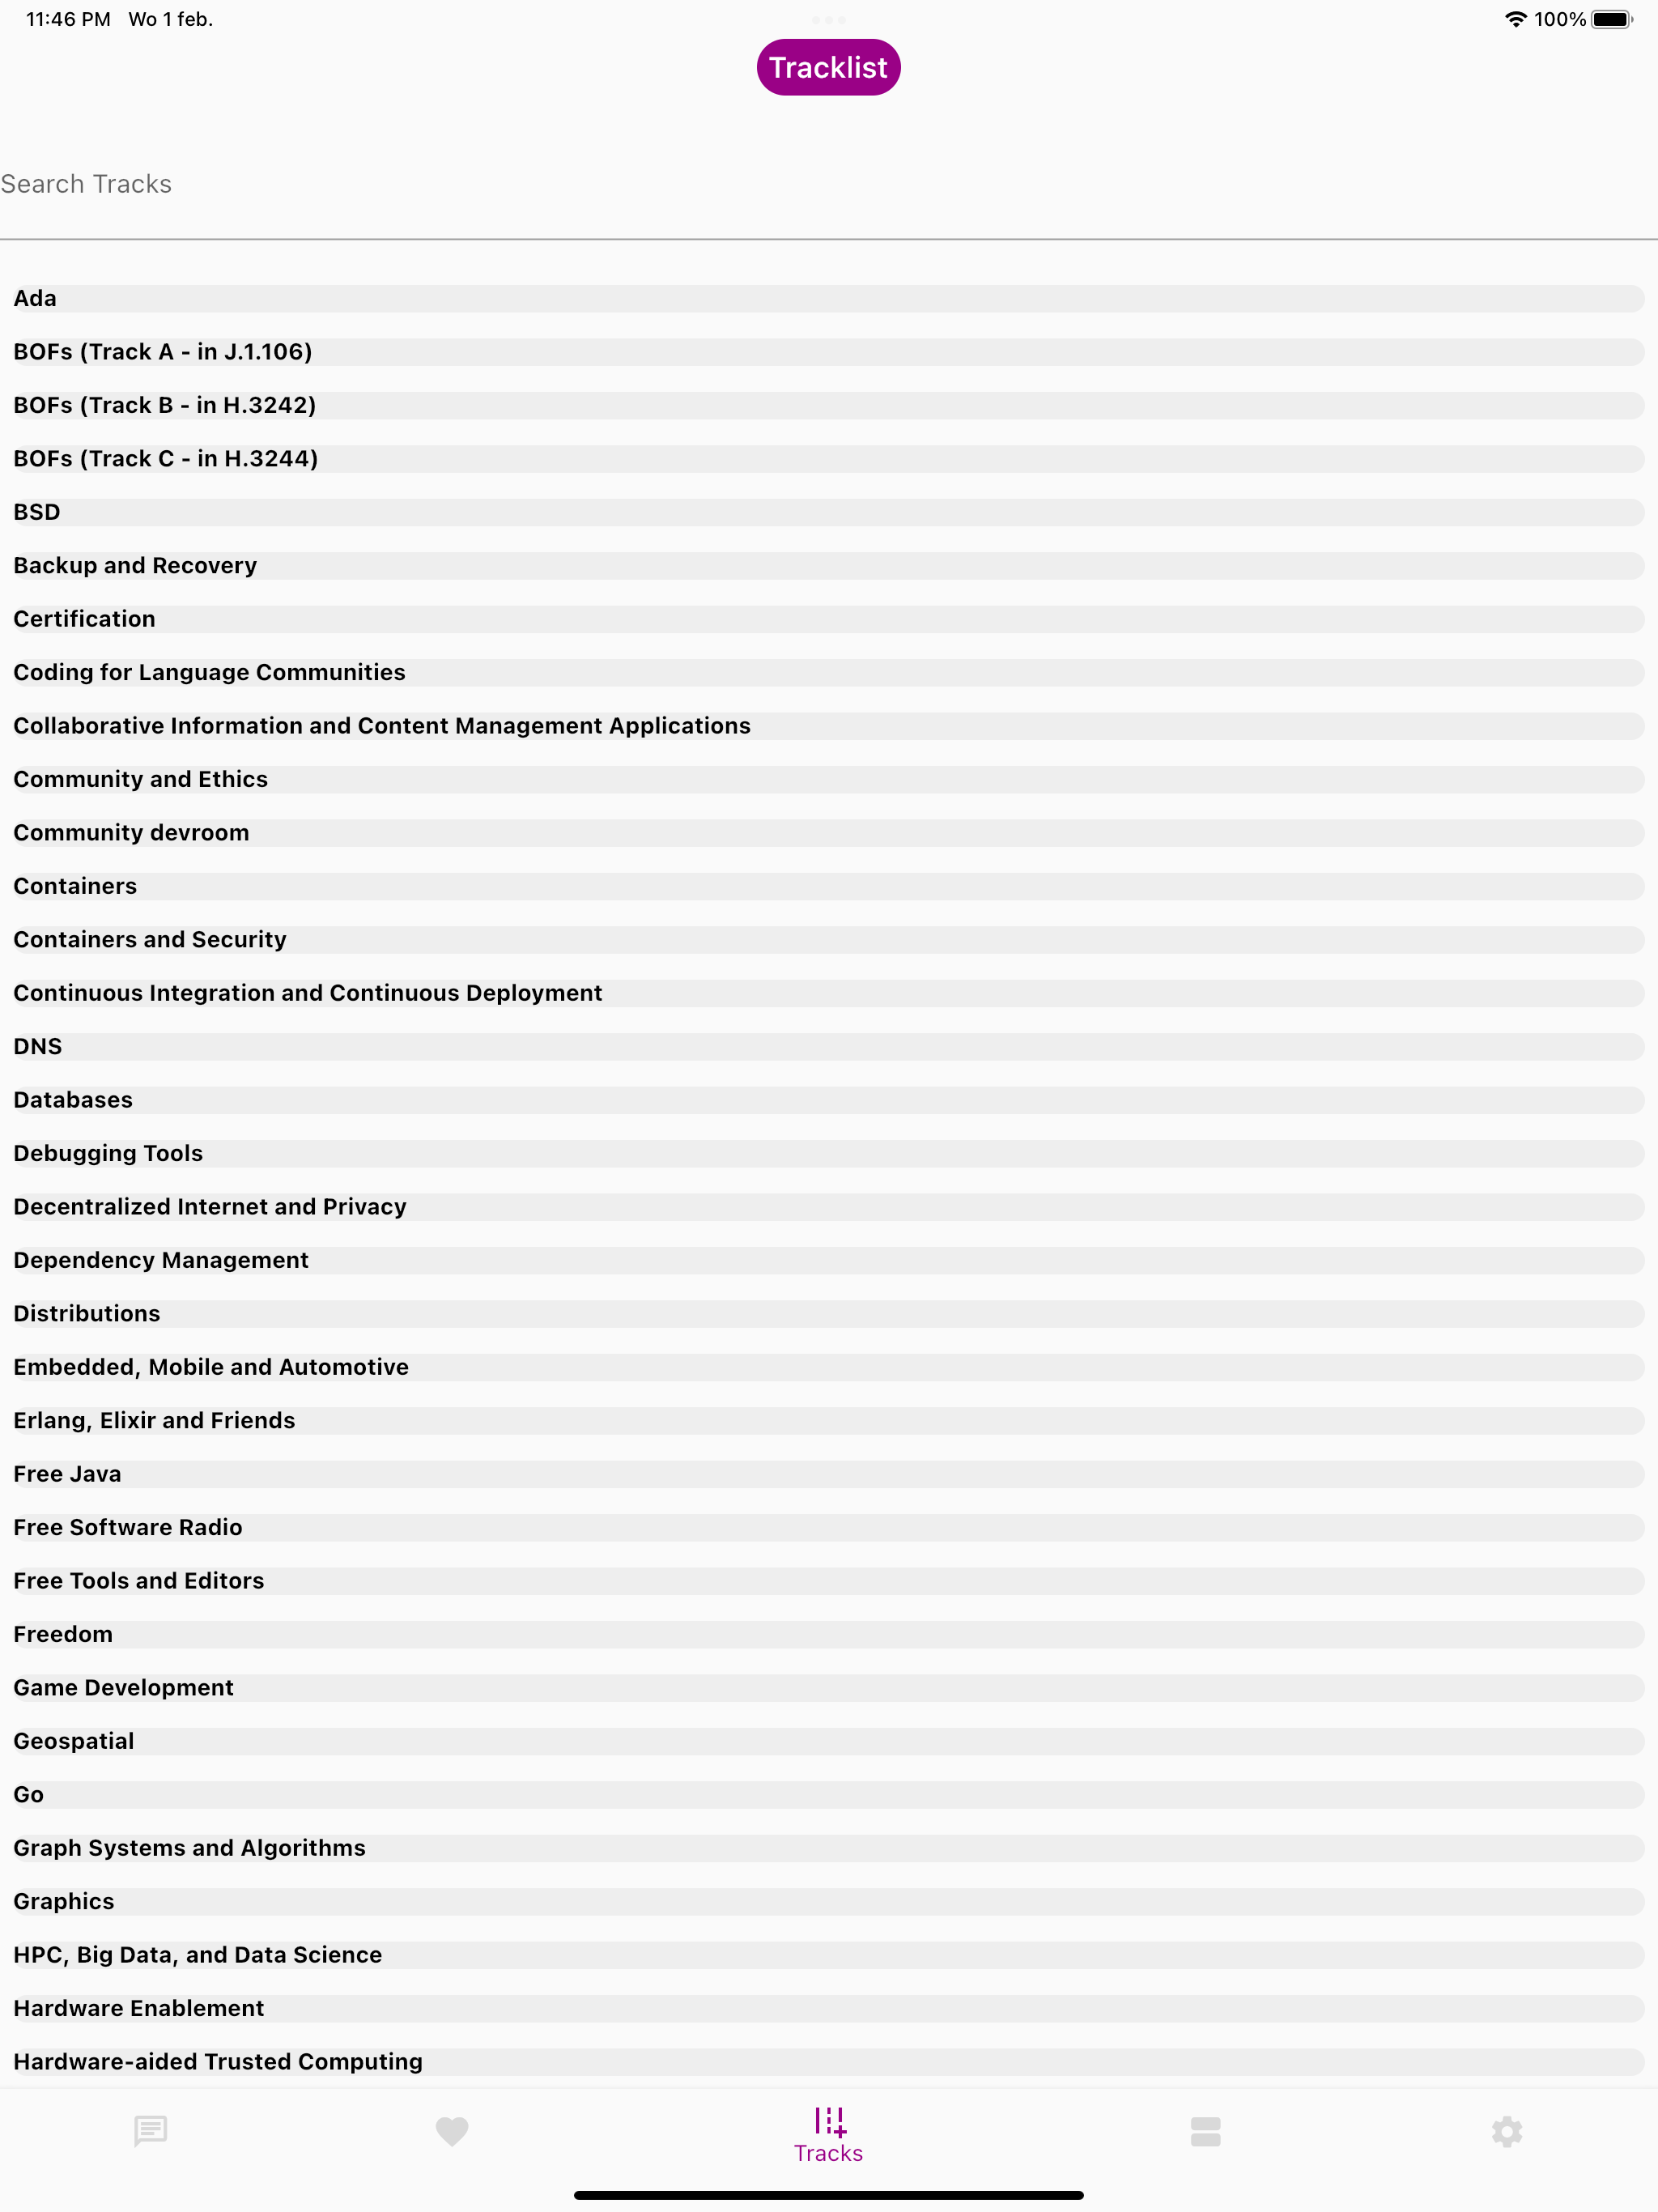 11:46 PM Wo 1 feb.
100%
Tracklist
Search Tracks
Ada
BOFs (Track A - in J.1.106)
BOFs (Track B - in H.3242)
BOFs (Track C - in H.3244)
BSD
Backup and Recovery
Certification
Coding for Language Communities
Collaborative Information and Content Management Applications
Community and Ethics
Community devroom
Containers
Containers and Security
Continuous Integration and Continuous Deployment
DNS
Databases
Debugging Tools
Decentralized Internet and Privacy
Dependency Management
Distributions
Embedded, Mobile and Automotive
Erlang, Elixir and Friends
Free Java
Free Software Radio
Free Tools and Editors
Freedom
Game Development
Geospatial
Go
Graph Systems and Algorithms
Graphics
HPC, Big Data, and Data Science
Hardware Enablement
Hardware-aided Trusted Computing
Tracks